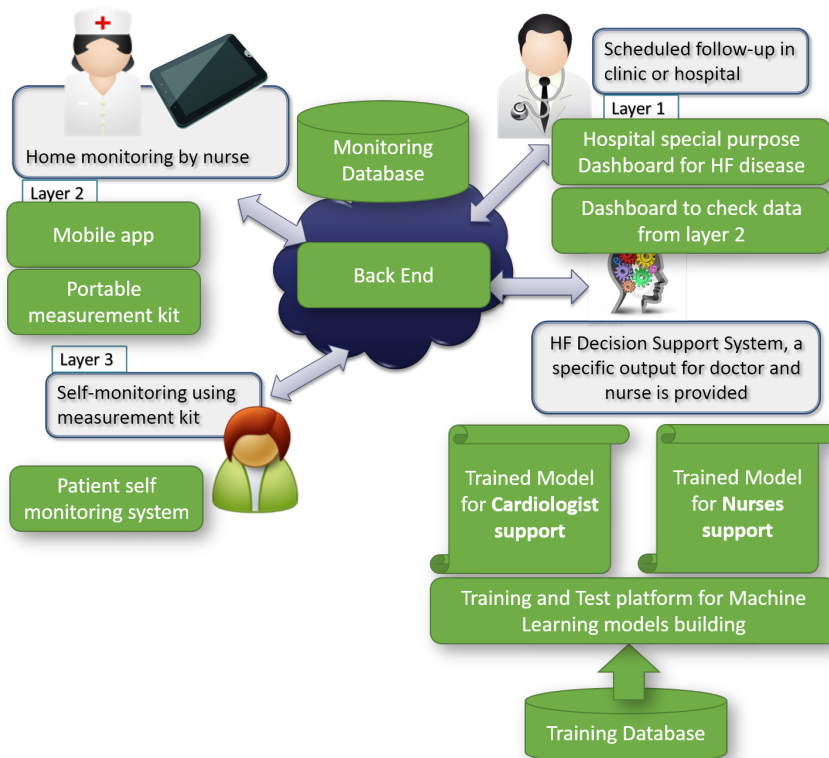 Scheduled follow-up in
clinic or hospital
Layer 1
Hospital special purpose
Dashboard for HF disease
Dashboard to check data
from layer 2
Home monitoring by nurse
Layer 2
Mobile app
Portable
measurement kit
Monitoring
Database
Back End
Layer 3
Self-monitoring using
measurement kit
Patient self
monitoring system
HF Decision Support System, a
specific output for doctor and
nurse is provided
Trained Model
for Cardiologist
support
Trained Model
for Nurses
support
Training and Test platform for Machine
Learning models building
Training Database